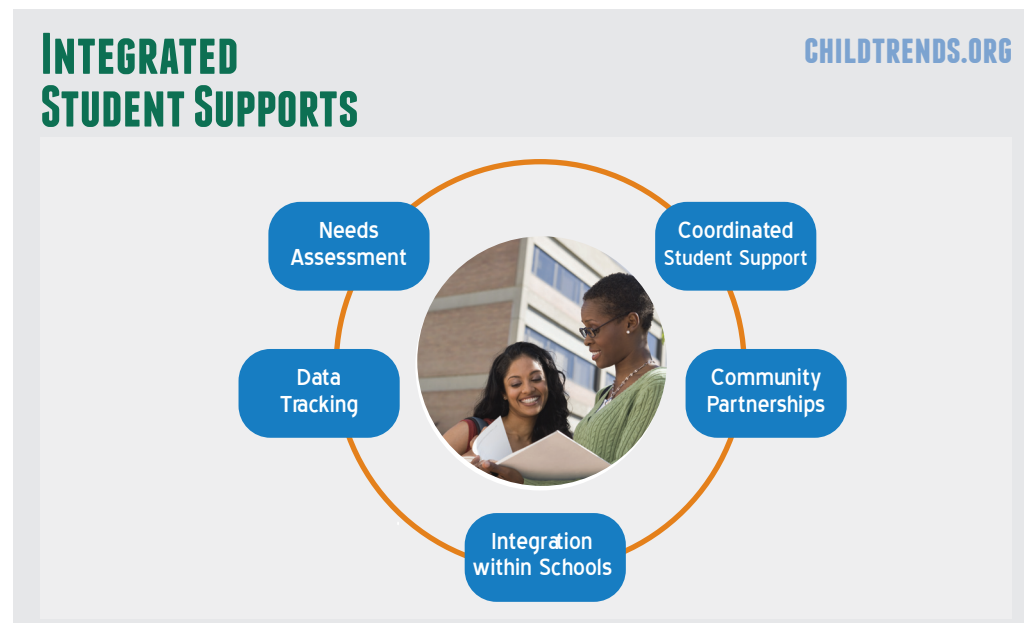 INTEGRATED
STUDENT SUPPORTS
CHILDTRENDS.ORG
Needs
Assessment
Coordinated
Student Support
Data
Tracking
Community
Partnerships
Integration
within Schools